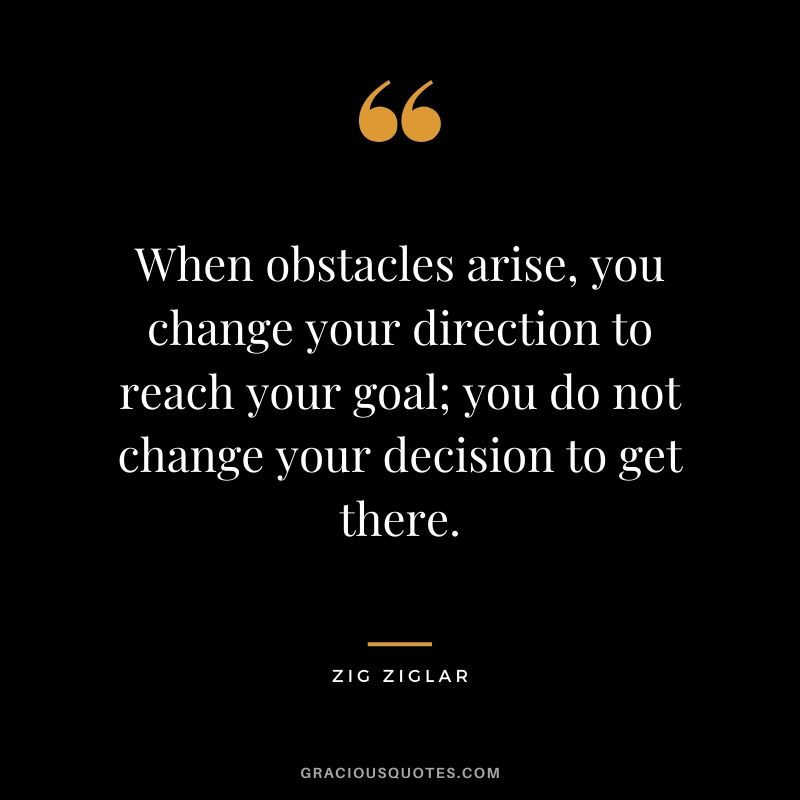 “
When obstacles arise, you
change your direction to
reach your goal; you do not
change your decision to get
there.
ZIG ZIGLAR
GRACIOUSQUOTES.COM